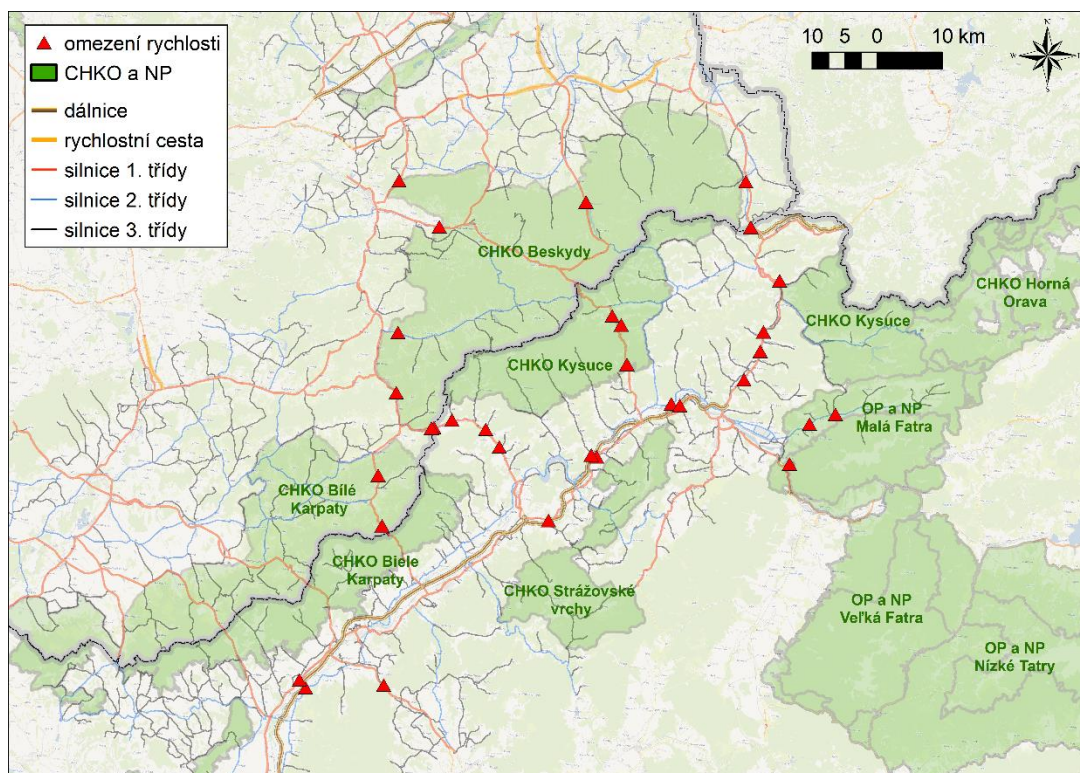 omezení rychlosti
CHKO a NP
dálnice
rychlostní cesta
silnice 1. třídy
silnice 2. třídy
silnice 3. třídy
10 5 0 10 km
N
W
E
S
CHKO Beskydy
CHKO Horná
Orava
CHKO Kysuce
CHKO Kysuce
OP a NP
Malá Fatra
CHKO Bílé
Karpaty
CHKO Biele
Karpaty
CHKO Strážovské
vrchy
OP a NP
Veľká Fatra
OP a NP
Nízké Tatry